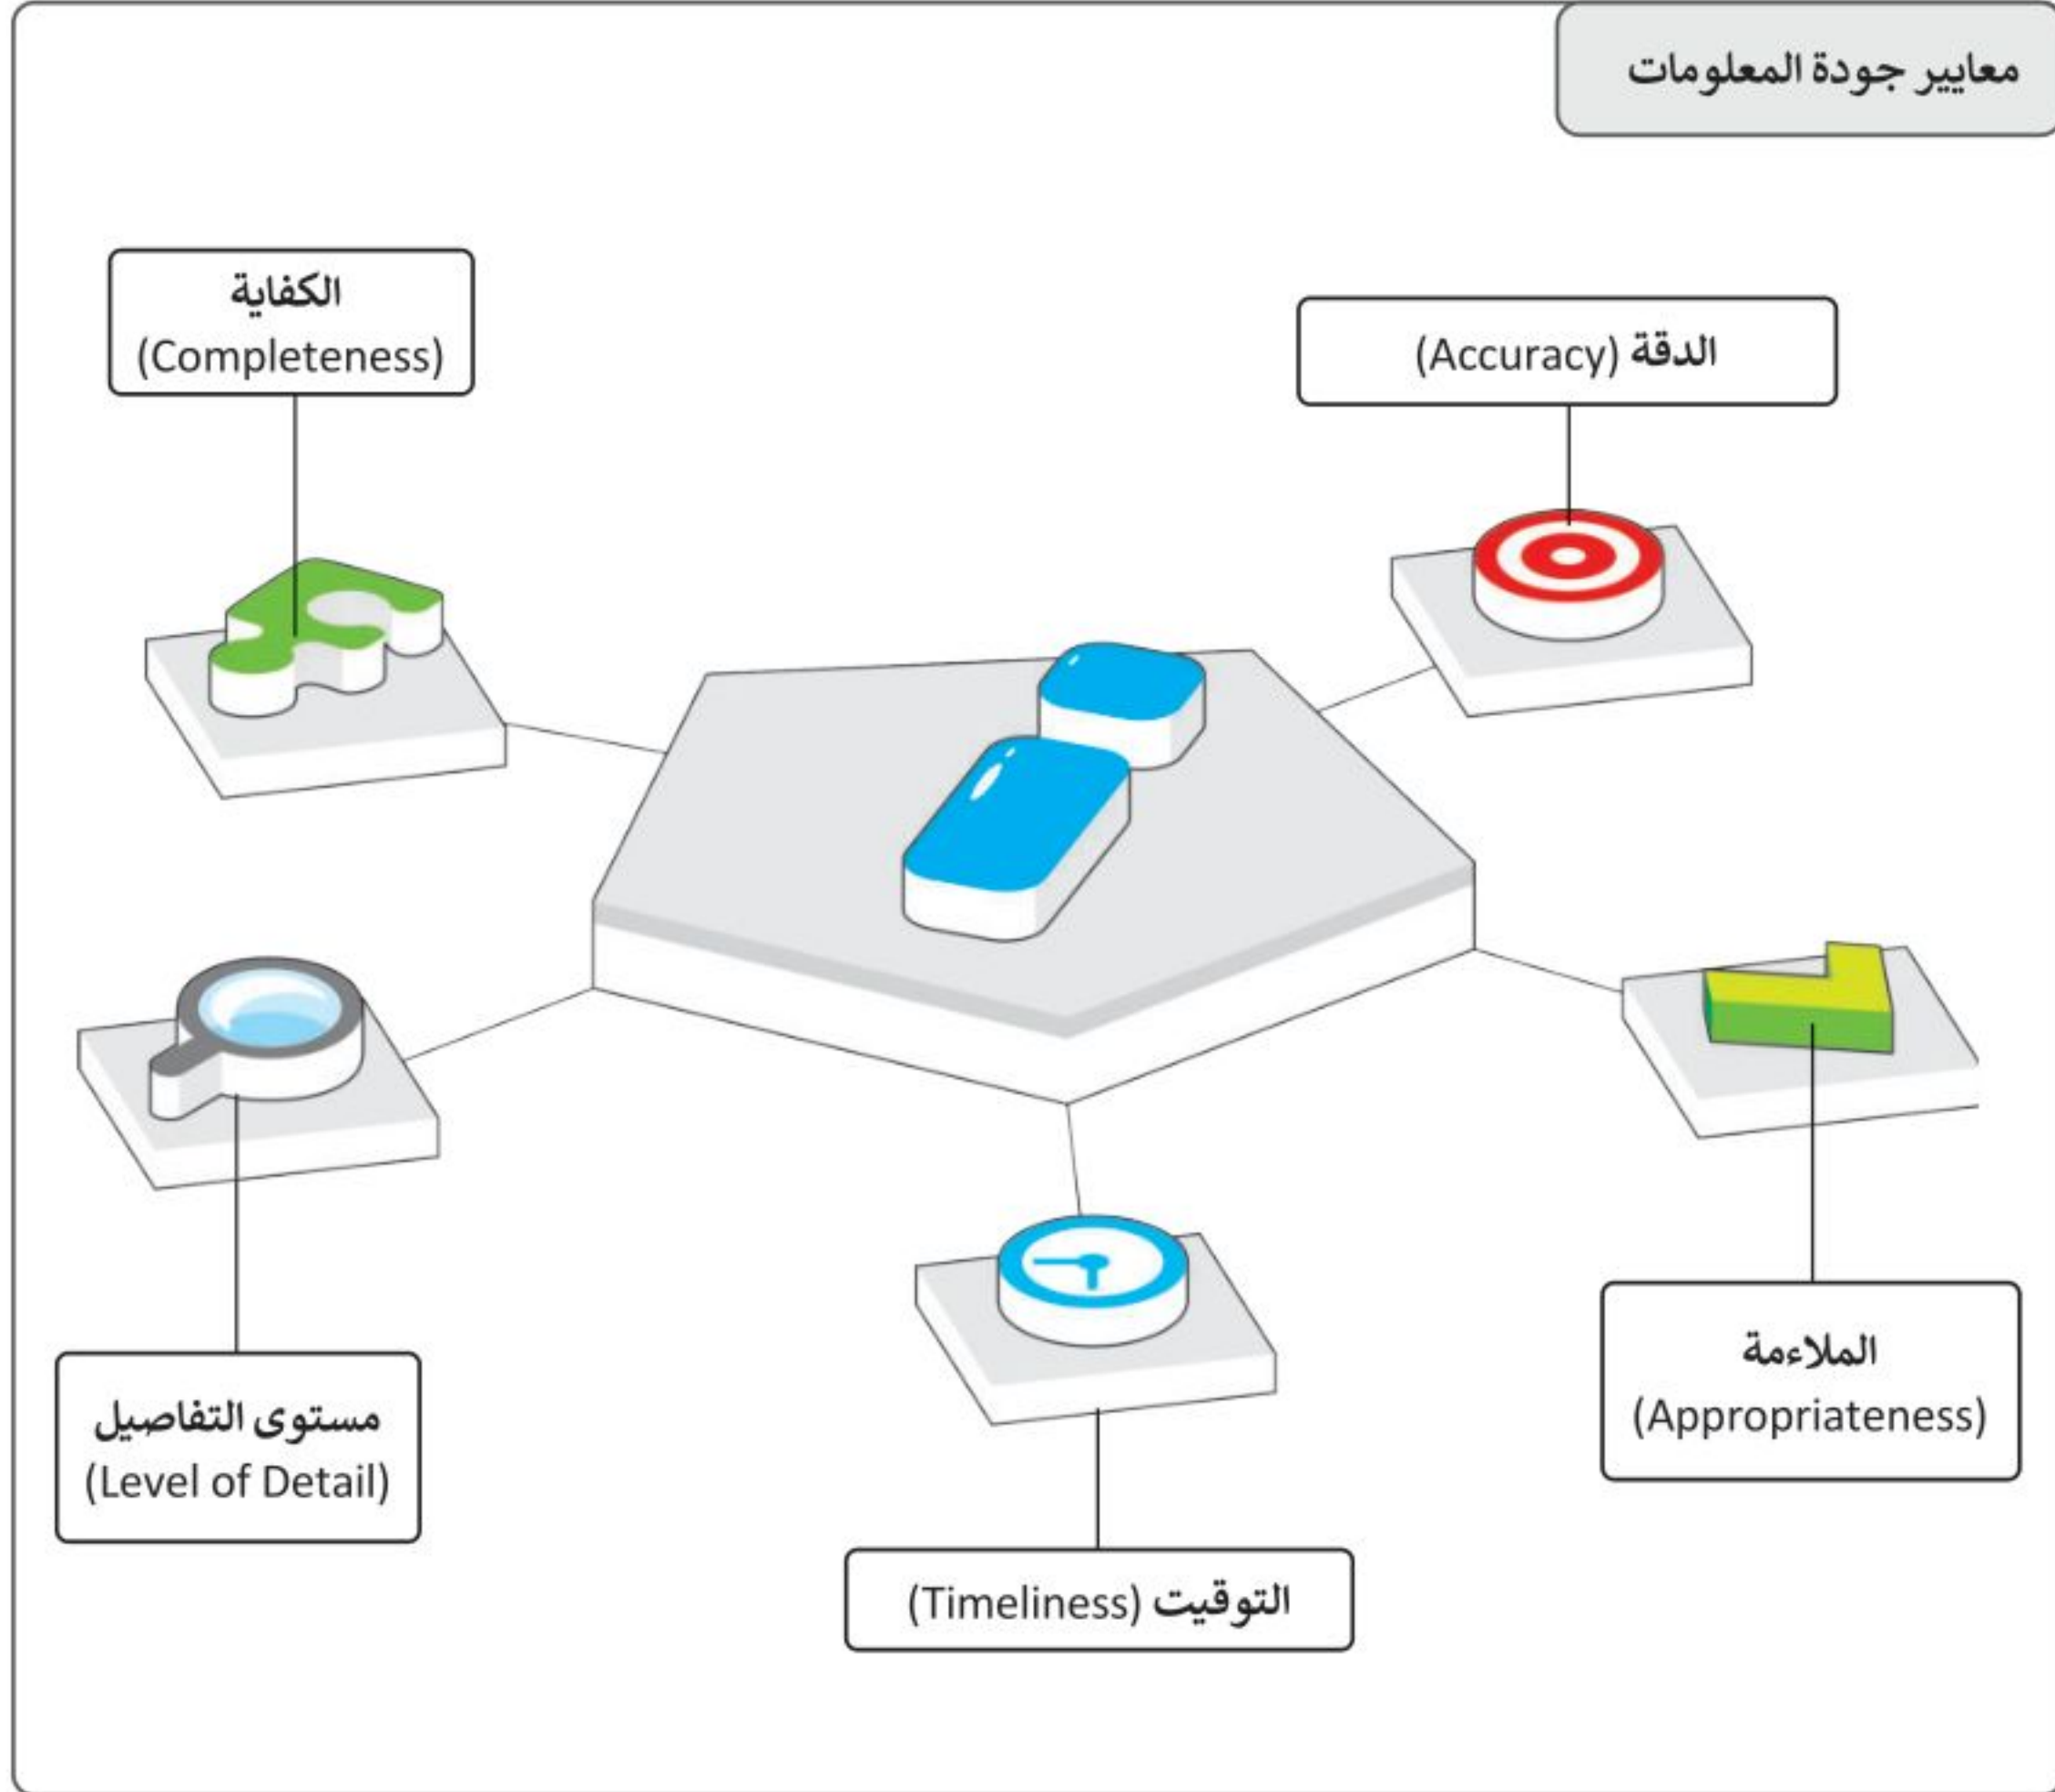 معايير جودة المعلومات
الدقة (Accuracy)
الكفاية
(Completeness)
الملاءمة
(Appropriateness)
مستوى التفاصيل
(Level of Detail)
التوقيت (Timeliness)